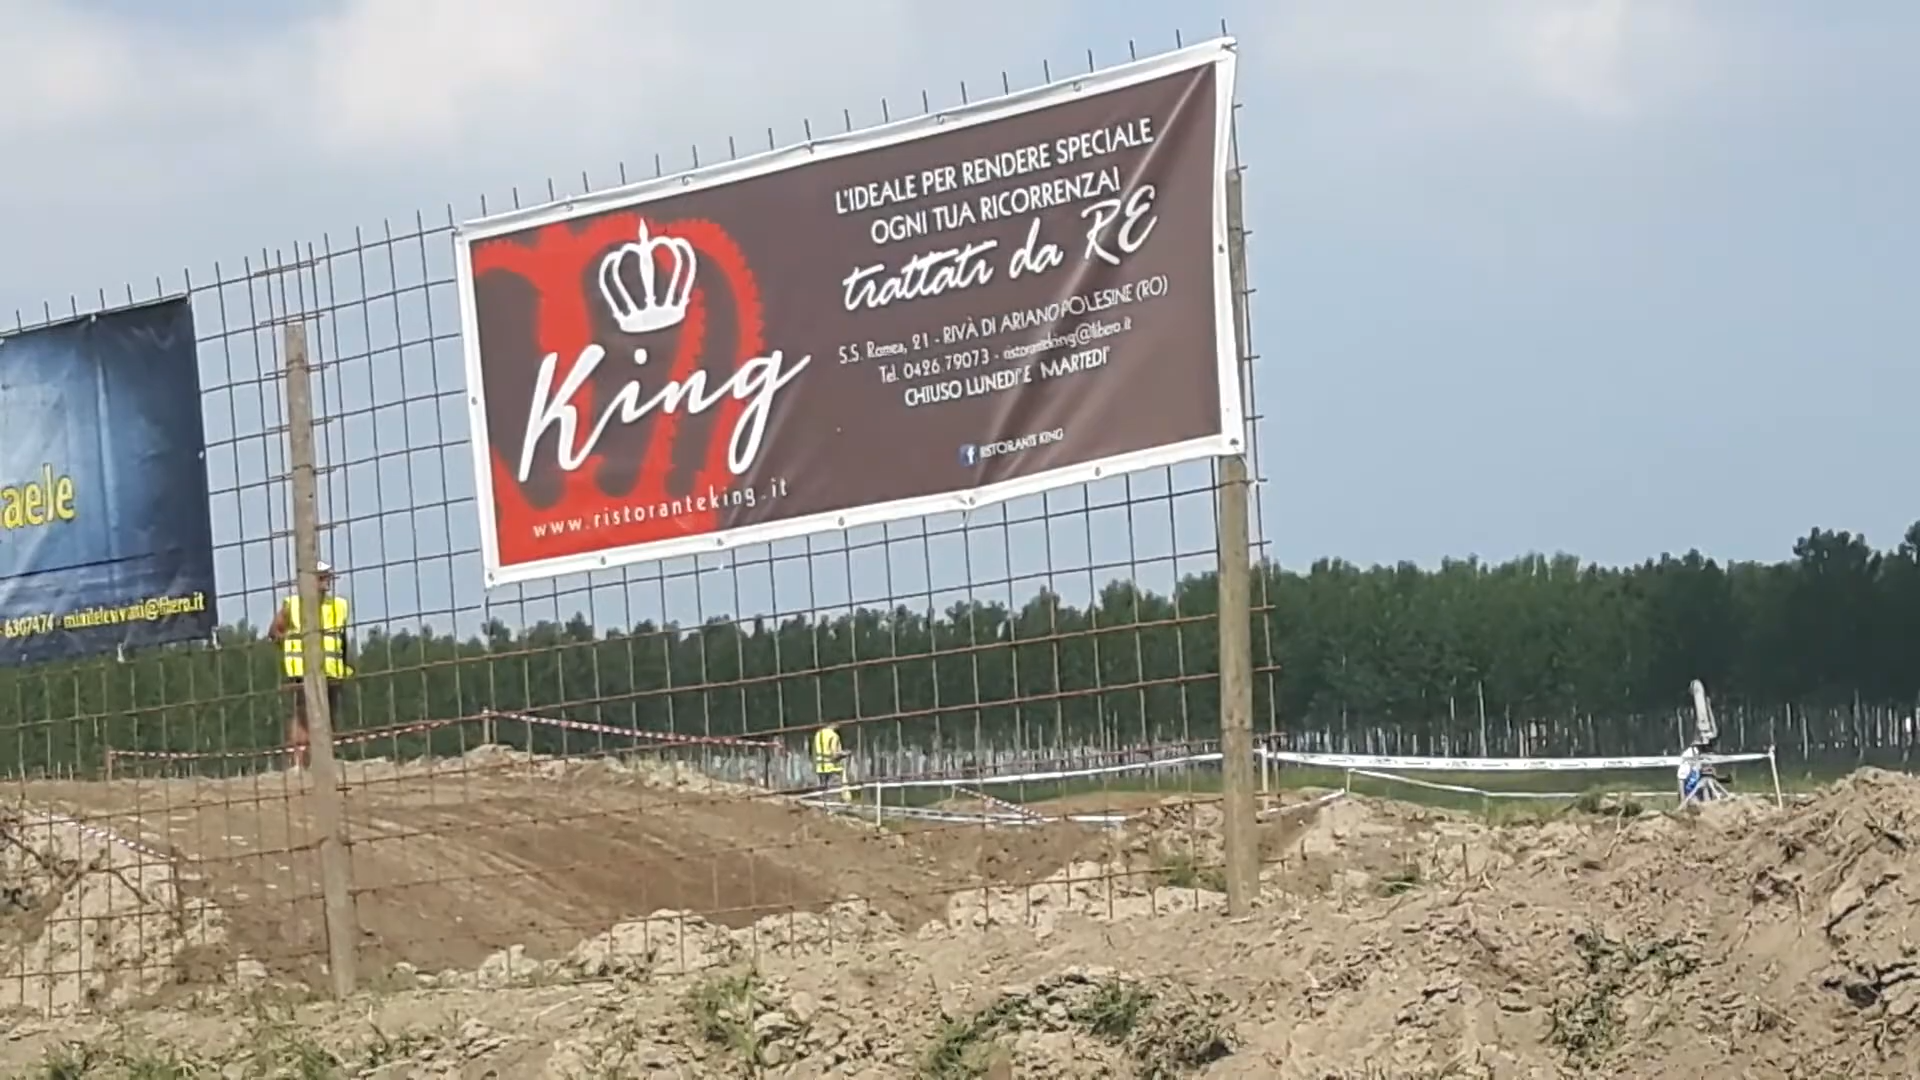 aele
6307474 -
King
www.ristoranteking.it
L'IDEALE PER RENDERE SPECIALE
OGNI TUA RICORRENZA!
trattati da RE
S.S. Romea, 21 - RIVÀ DI ARIANO POLESINE (RO)
Tel. 0426 79073 - ristoranteking@libero.it
CHIUSO LUNEDI' E MARTEDI'
f RISTORANTE KING